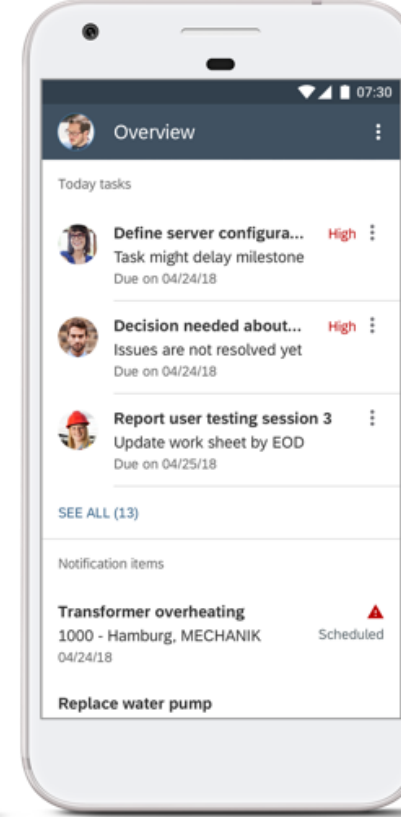 07:30
Overview
Today tasks
Define server configura... High
Task might delay milestone
Due on 04/24/18
Decision needed about... High
Issues are not resolved yet
Due on 04/24/18
Report user testing session 3
Update work sheet by EOD
Due on 04/25/18
SEE ALL (13)
Notification items
Transformer overheating
1000 - Hamburg, MECHANIK Scheduled
04/24/18
Replace water pump